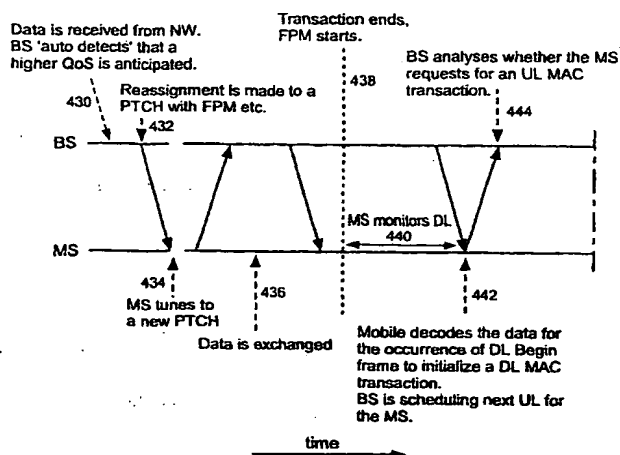 Data is received from NW.
BS 'auto detects' that a
higher QoS is anticipated.
430
432
Reassignment is made to a
PTCH with FPM etc.
Transaction ends,
FPM starts.
438
BS analyses whether the MS
requests for an UL MAC
transaction.
444
BS
MS
MS monitors DL
440
434
MS tunes to
a new PTCH
436
Data is exchanged
442
Mobile decodes the data for
the occurrence of DL Begin
frame to initialize a DL MAC
transaction.
BS is scheduling next UL for
the MS.
time